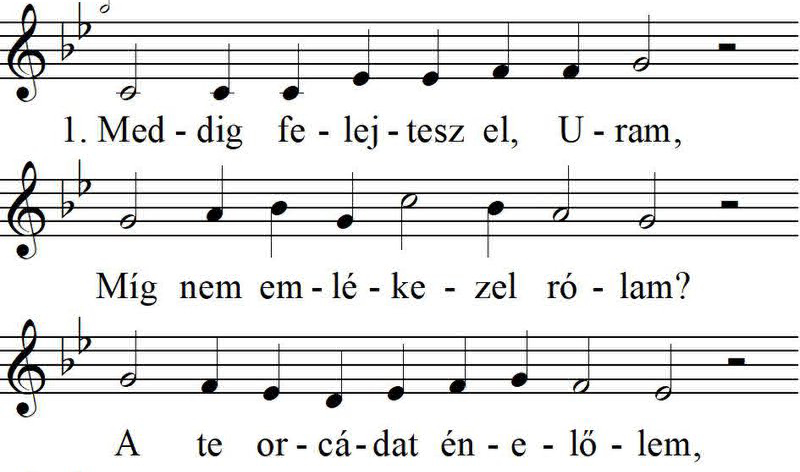 1. Med - dig fe - lej - tesz el, U - ram,
Míg nem em - lé - ke - zel ró - lam?
A te or - cá - dat én - e - lő - lem,